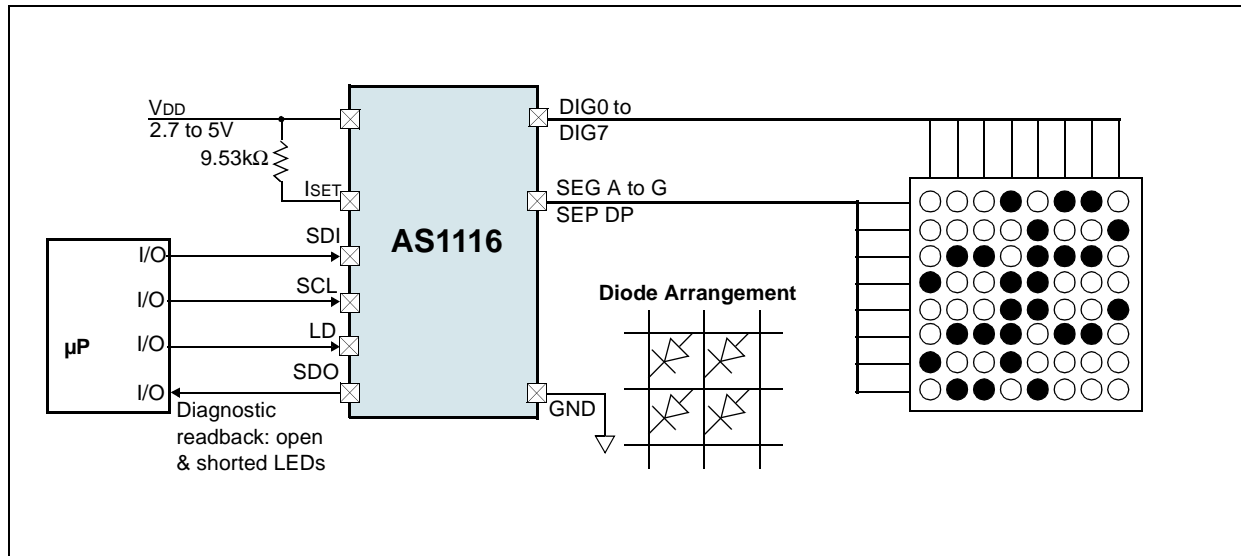 VDD
2.7 to 5V
9.53kΩ
ISET
SDI
SCL
LD
SDO
I/O
I/O
I/O
I/O
µP
AS1116
DIG0 to
DIG7
SEG A to G
SEP DP
GND
Diode Arrangement
Diagnostic
readback: open
& shorted LEDs